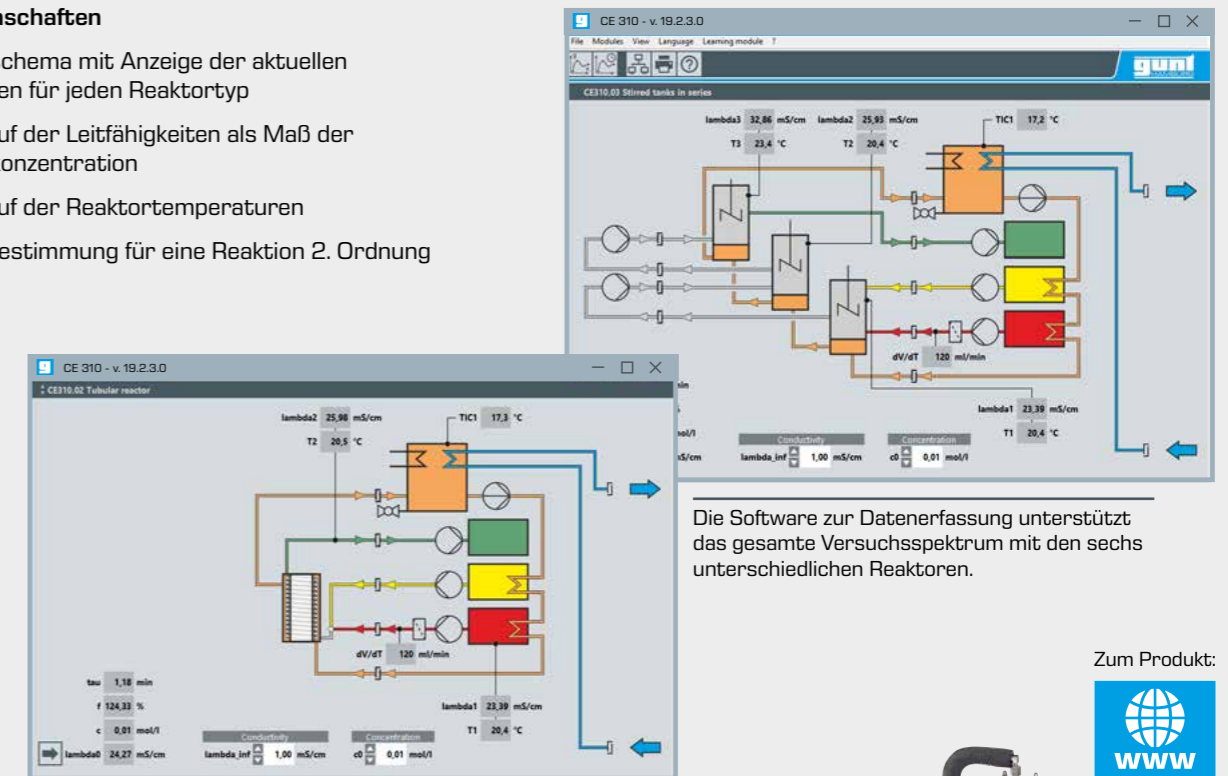 schema mit Anzeige der aktuellen
für jeden Reaktortyp
der Leitfähigkeiten als Maß der
der Reaktortemperaturen
für eine Reaktion 2. Ordnung
CE 310 - v. 19.2.3.0
File Modules View Language Learning module ?
gunt
CE310.03 Stirred tanks in series
lambda3 32,86 mS/cm lambda2 25,93 mS/cm TIC1 17,2 °C
T3 23,4 °C T2 20,4 °C
dV/dT 120 ml/min
lambda1 23,39 mS/cm
T1 20,4 °C
Conductivity Concentration
lambda_inf 1,00 mS/cm c0 0,01 mol/l
CE 310 - v. 19.2.3.0
CE310.02 Tubular reactor
lambda2 25,98 mS/cm TIC1 17,3 °C
T2 20,5 °C
dV/dT 120 ml/min
tau 1,18 min
f 124,33 %
c 0,01 mol/l
lambda0 24,27 mS/cm
lambda1 23,39 mS/cm
T1 20,4 °C
Conductivity Concentration
lambda_inf 1,00 mS/cm c0 0,01 mol/l
Die Software zur Datenerfassung unterstützt
das gesamte Versuchsspektrum mit den sechs
unterschiedlichen Reaktoren.
Zum Produkt:
www